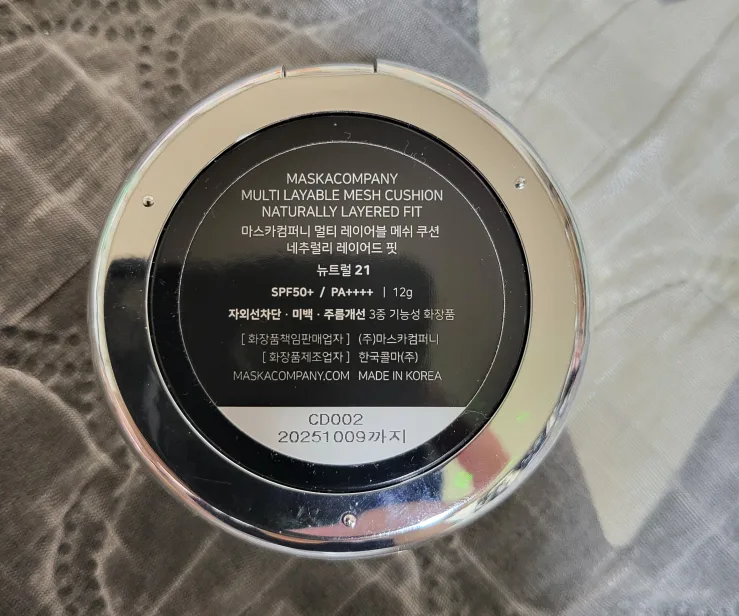 MASKACOMPANY
MULTI LAYABLE MESH CUSHION
NATURALLY LAYERED FIT
마스카컴퍼니 멀티 레이어블 메쉬 쿠션
네추럴리 레이어드 핏
뉴트럴 21
SPF50+ / PA++++ | 12g
자외선차단 · 미백 · 주름개선 3중 기능성 화장품
[ 화장품책임판매업자 ] (주)마스카컴퍼니
[ 화장품제조업자 ] 한국콜마(주)
MASKACOMPANY.COM MADE IN KOREA
CD002
20251009까지